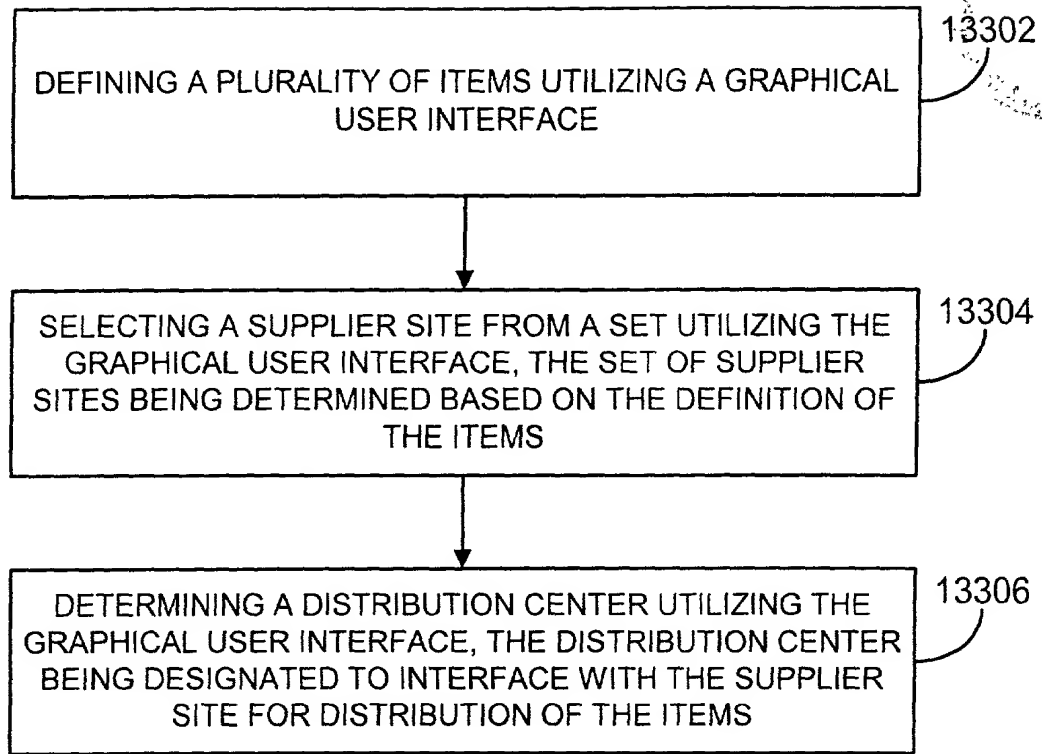 13302
DEFINING A PLURALITY OF ITEMS UTILIZING A GRAPHICAL
USER INTERFACE
13304
SELECTING A SUPPLIER SITE FROM A SET UTILIZING THE
GRAPHICAL USER INTERFACE, THE SET OF SUPPLIER
SITES BEING DETERMINED BASED ON THE DEFINITION OF
THE ITEMS
13306
DETERMINING A DISTRIBUTION CENTER UTILIZING THE
GRAPHICAL USER INTERFACE, THE DISTRIBUTION CENTER
BEING DESIGNATED TO INTERFACE WITH THE SUPPLIER
SITE FOR DISTRIBUTION OF THE ITEMS